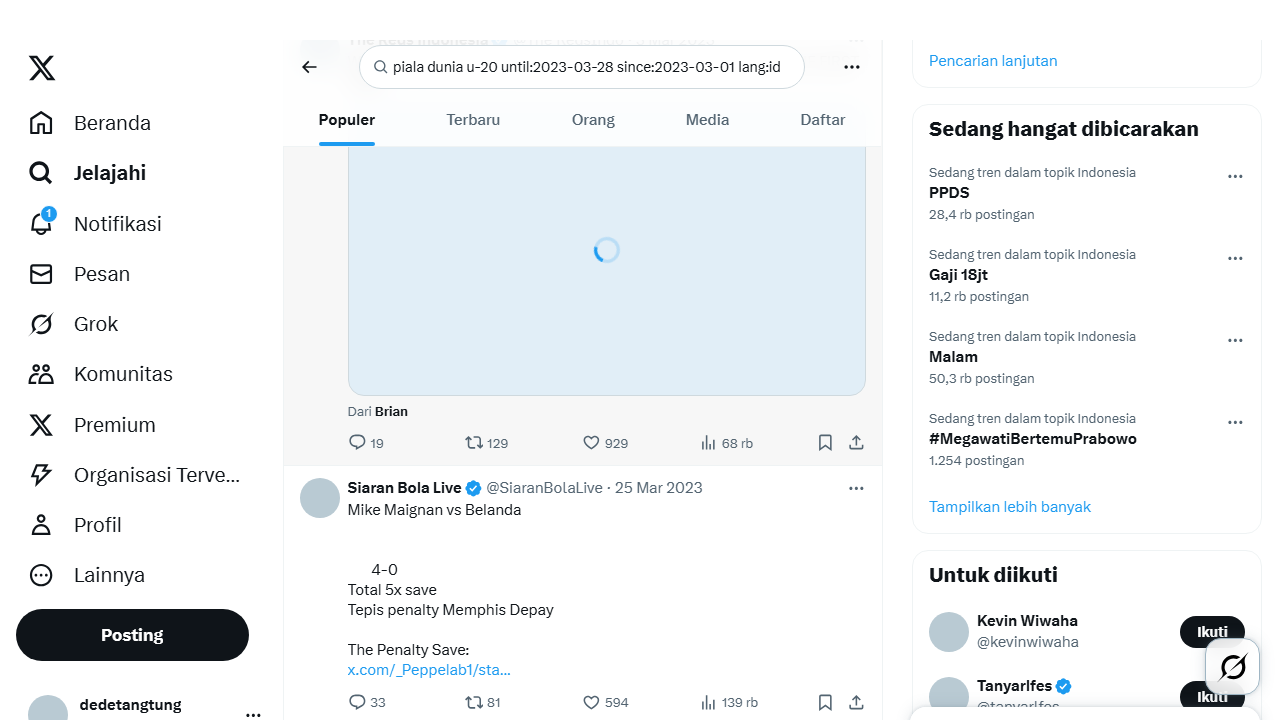 The Reds Indonesia
piala dunia u-20 until:2023-03-28 since:2023-03-01 lang:id
Populer
Terbaru
Orang
Media
Daftar
Beranda
Jelajahi
1
Notifikasi
Pesan
Grok
Komunitas
Premium
Organisasi Terve...
Profil
Lainnya
Posting
dedetangtung
Dari Brian
19
129
929
68 rb
Siaran Bola Live @SiaranBolaLive · 25 Mar 2023
Mike Maignan vs Belanda
4-0
Total 5x save
Tepis penalty Memphis Depay
The Penalty Save:
x.com/_Peppelab1/sta...
33
81
594
139 rb
Pencarian lanjutan
Sedang hangat dibicarakan
Sedang tren dalam topik Indonesia
PPDS
28,4 rb postingan
Sedang tren dalam topik Indonesia
Gaji 18jt
11,2 rb postingan
Sedang tren dalam topik Indonesia
Malam
50,3 rb postingan
Sedang tren dalam topik Indonesia
#MegawatiBertemuPrabowo
1.254 postingan
Tampilkan lebih banyak
Untuk diikuti
Kevin Wiwaha
@kevinwiwaha
Ikuti
Tanyarlfes
@tanyarlfes
Ikuti